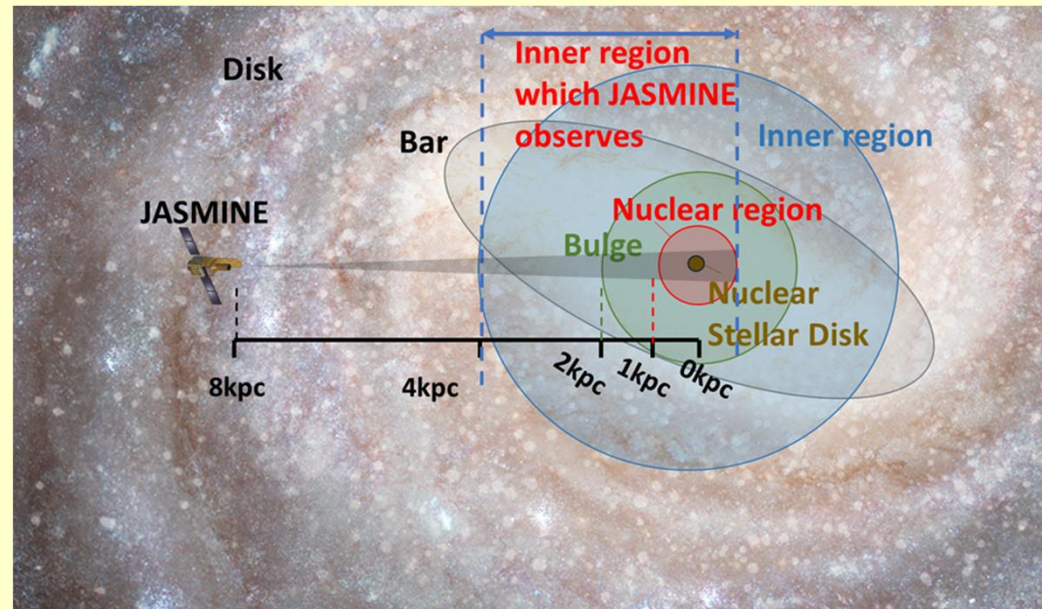 Disk
Inner region
which JASMINE
observes
Bar
Inner region
JASMINE
Nuclear region
Bulge
Nuclear
Stellar Disk
8kpc
4kpc
2kpc
1kpc
0kpc